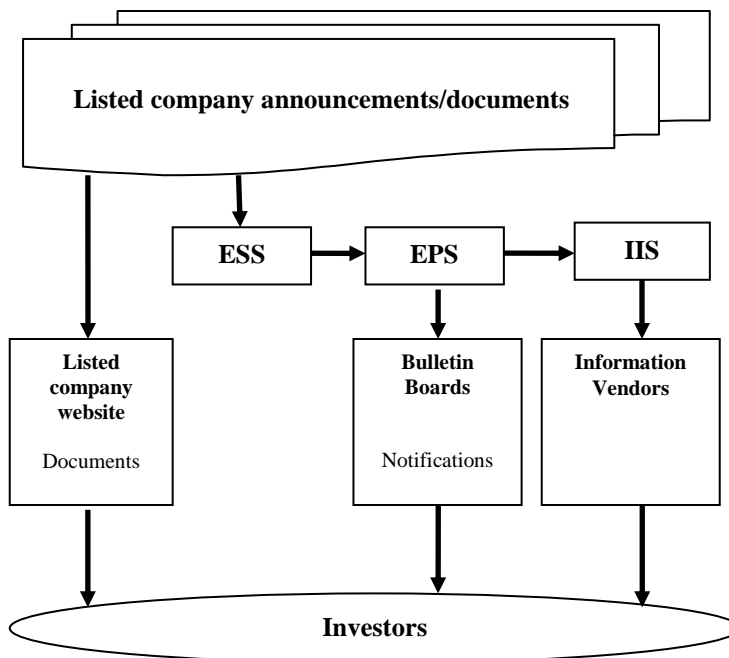 Listed company announcements/documents
ESS
EPS
IIS
Listed
company
website
Documents
Bulletin
Boards
Notifications
Information
Vendors
Investors